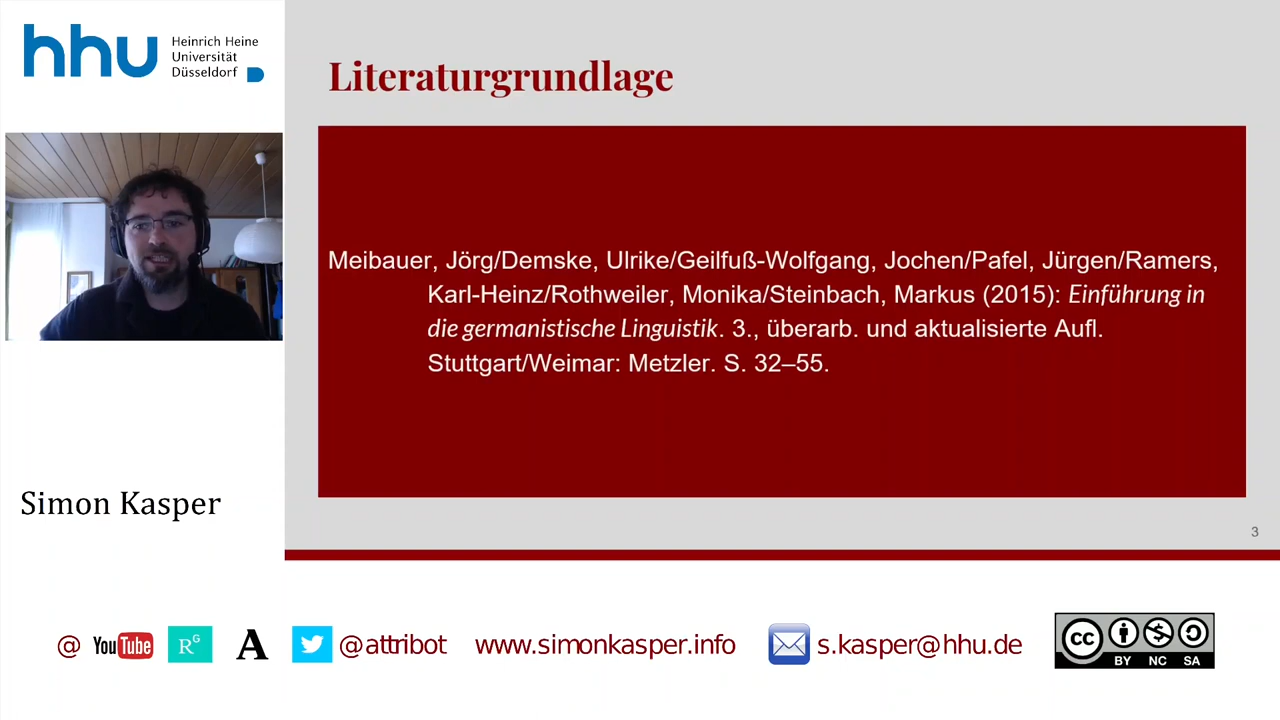 hhu
Heinrich Heine
Universität
Düsseldorf
Literaturgrundlage
Meibauer, Jörg/Demske, Ulrike/Geilfuß-Wolfgang, Jochen/Pafel, Jürgen/Ramers,
Karl-Heinz/Rothweiler, Monika/Steinbach, Markus (2015): Einführung in
die germanistische Linguistik. 3., überarb. und aktualisierte Aufl.
Stuttgart/Weimar: Metzler. S. 32–55.
Simon Kasper
3
@ YouTube RG A @attribot www.simonkasper.info s.kasper@hhu.de cc
BY NC SA